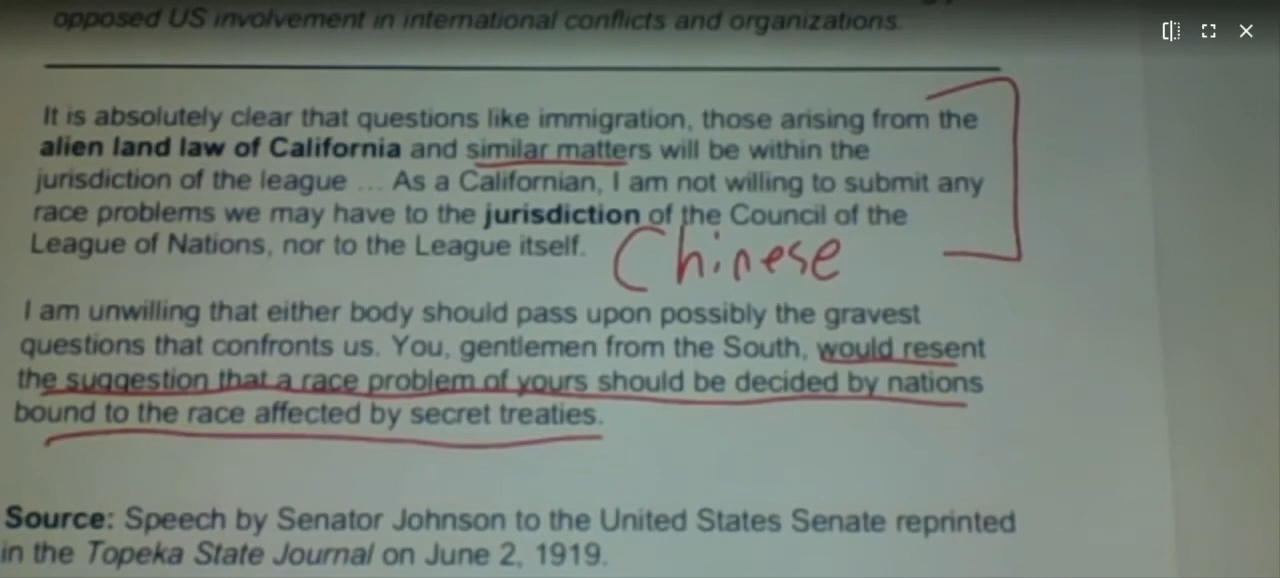 opposed US involvement in international conflicts and organizations.
It is absolutely clear that questions like immigration, those arising from the
alien land law of California and similar matters will be within the
jurisdiction of the league ... As a Californian, I am not willing to submit any
race problems we may have to the jurisdiction of the Council of the
League of Nations, nor to the League itself.
Chinese
I am unwilling that either body should pass upon possibly the gravest
questions that confronts us. You, gentlemen from the South, would resent
the suggestion that a race problem of yours should be decided by nations
bound to the race affected by secret treaties.
Source: Speech by Senator Johnson to the United States Senate reprinted
in the Topeka State Journal on June 2, 1919.